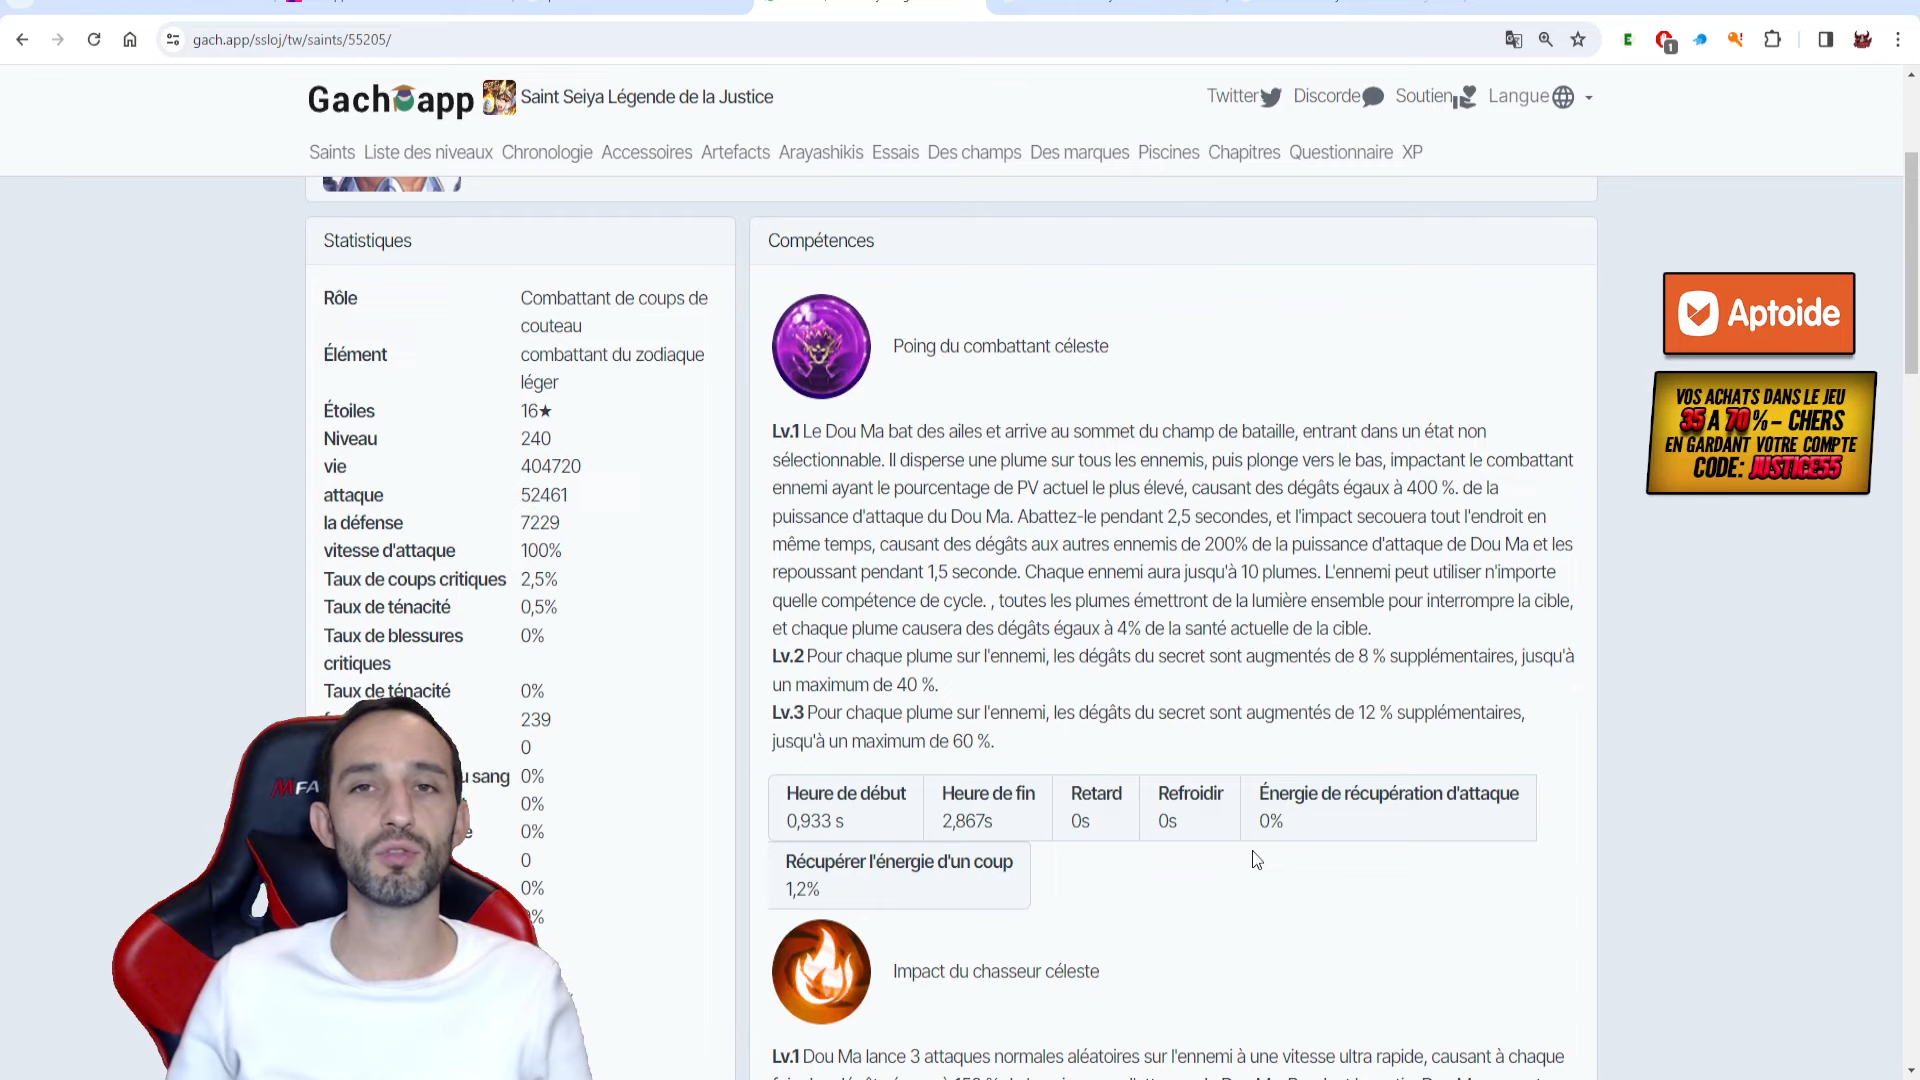 gach.app/ssloj/tw/saints/55205/
1
Gach app Saint Seiya Légende de la Justice
Twitter Discorde Soutien Langue
Saints Liste des niveaux Chronologie Accessoires Artefacts Arayashikis Essais Des champs Des marques Piscines Chapitres Questionnaire XP
Statistiques
Rôle Combattant de coups de
couteau
Élément combattant du zodiaque
léger
Étoiles 16★
Niveau 240
vie 404720
attaque 52461
la défense 7229
vitesse d'attaque 100%
Taux de coups critiques 2,5%
Taux de ténacité 0,5%
Taux de blessures 0%
critiques
Taux de ténacité 0%
239
0
u sang 0%
0%
0%
0
0%
Compétences
Poing du combattant céleste
Lv.1 Le Dou Ma bat des ailes et arrive au sommet du champ de bataille, entrant dans un état non
sélectionnable. Il disperse une plume sur tous les ennemis, puis plonge vers le bas, impactant le combattant
ennemi ayant le pourcentage de PV actuel le plus élevé, causant des dégâts égaux à 400 %. de la
puissance d'attaque du Dou Ma. Abattez-le pendant 2,5 secondes, et l'impact secouera tout l'endroit en
même temps, causant des dégâts aux autres ennemis de 200% de la puissance d'attaque de Dou Ma et les
repoussant pendant 1,5 seconde. Chaque ennemi aura jusqu'à 10 plumes. L'ennemi peut utiliser n'importe
quelle compétence de cycle. , toutes les plumes émettront de la lumière ensemble pour interrompre la cible,
et chaque plume causera des dégâts égaux à 4% de la santé actuelle de la cible.
Lv.2 Pour chaque plume sur l'ennemi, les dégâts du secret sont augmentés de 8 % supplémentaires, jusqu'à
un maximum de 40 %.
Lv.3 Pour chaque plume sur l'ennemi, les dégâts du secret sont augmentés de 12 % supplémentaires,
jusqu'à un maximum de 60 %.
Heure de début Heure de fin Retard Refroidir Énergie de récupération d'attaque
0,933 s 2,867s 0s 0s 0%
Récupérer l'énergie d'un coup
1,2%
Impact du chasseur céleste
Lv.1 Dou Ma lance 3 attaques normales aléatoires sur l'ennemi à une vitesse ultra rapide, causant à chaque
Aptoide
VOS ACHATS DANS LE JEU
35 A 70 % - CHERS
EN GARDANT VOTRE COMPTE
CODE: JUSTICE55
MFA